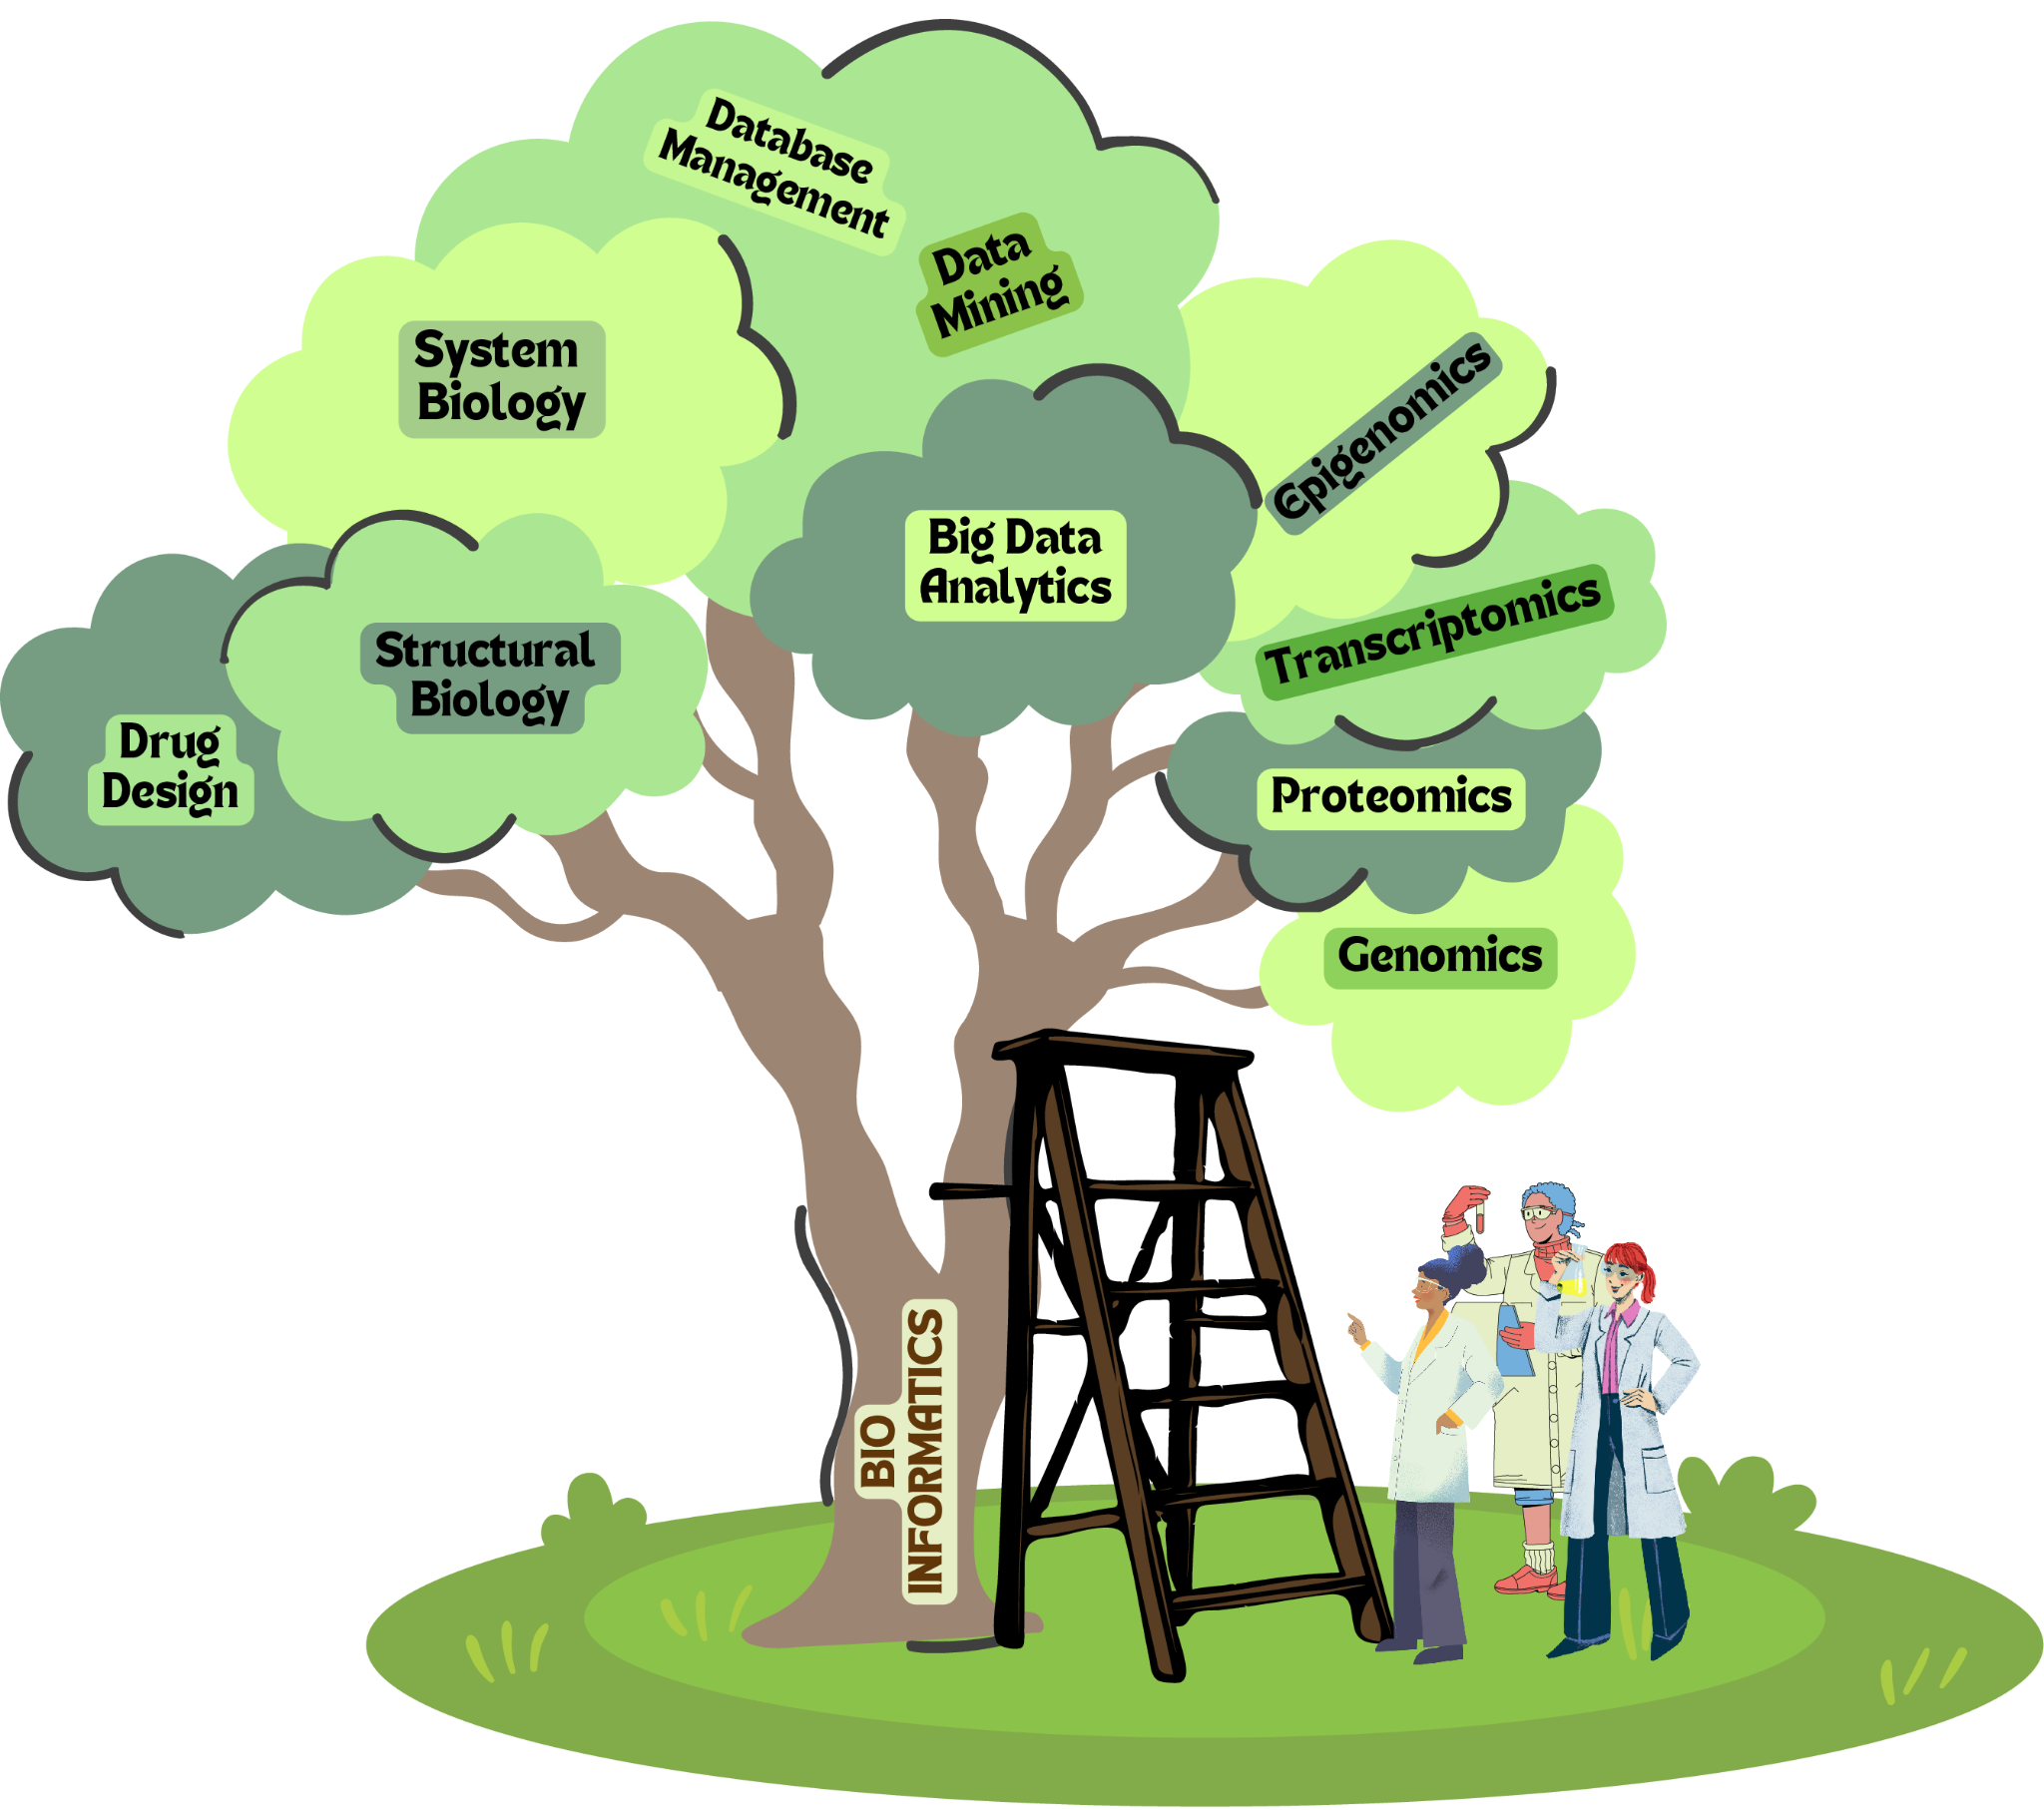 Database
Management
Data
Mining
System
Biology
Epigenomics
Big Data
Analytics
Transcriptomics
Structural
Biology
Drug
Design
Proteomics
Genomics
BIO
INFORMATICS